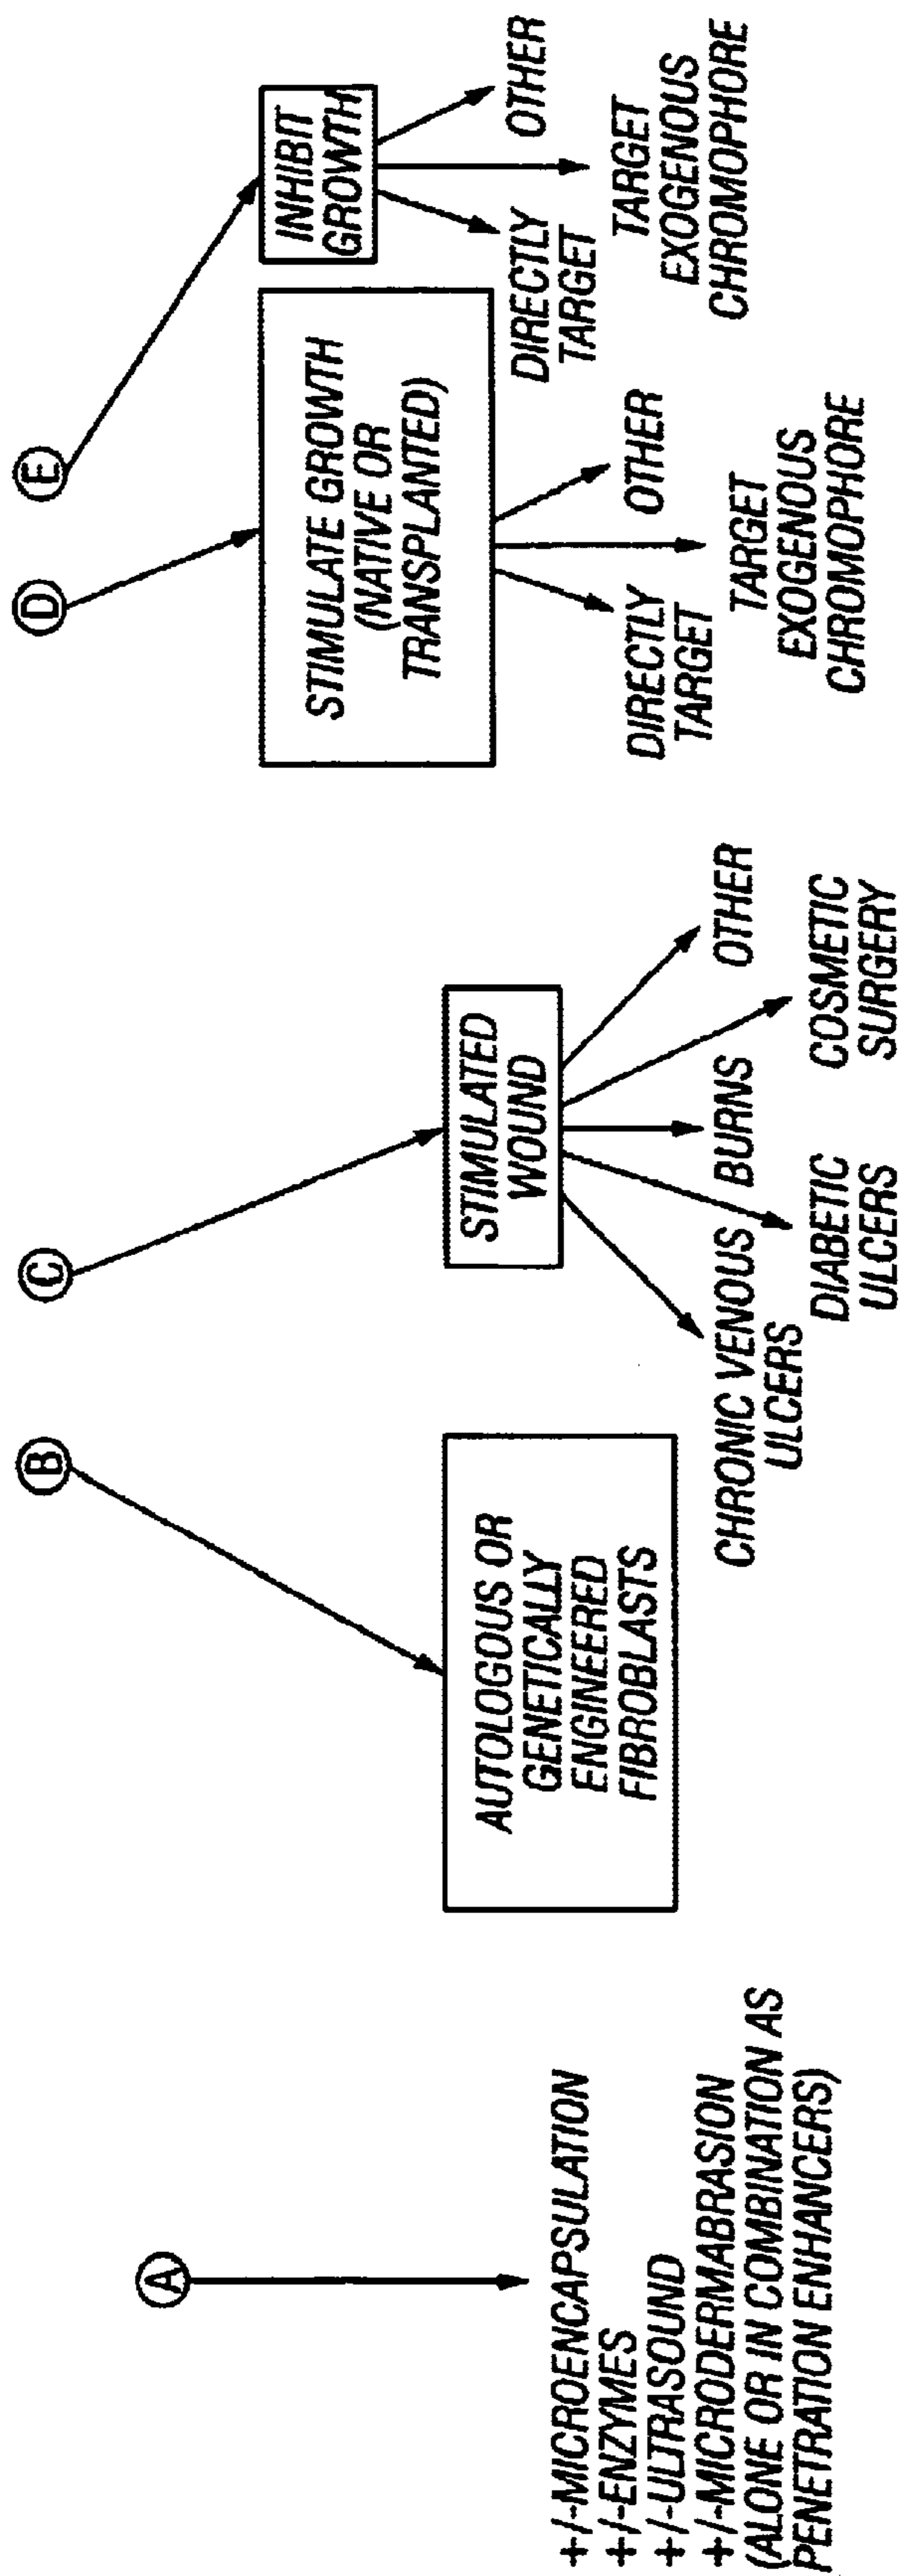 A
+/-MICROENCAPSULATION
+/-ENZYMES
+/-ULTRASOUND
+/-MICRODERMABRASION
(ALONE OR IN COMBINATION AS
PENETRATION ENHANCERS)
B
AUTOLOGOUS OR
GENETICALLY
ENGINEERED
FIBROBLASTS
C
STIMULATED
WOUND
CHRONIC VENOUS
ULCERS
DIABETIC
ULCERS
BURNS
COSMETIC
SURGERY
OTHER
D
STIMULATE GROWTH
(NATIVE OR
TRANSPLANTED)
DIRECTLY
TARGET
TARGET
EXOGENOUS
CHROMOPHORE
OTHER
E
INHIBIT
GROWTH
DIRECTLY
TARGET
TARGET
EXOGENOUS
CHROMOPHORE
OTHER